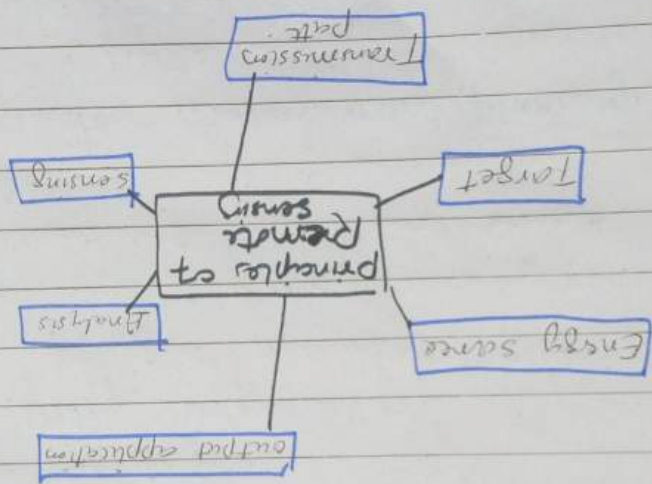 output application
Energy source
Analysis
principles of
Remote
sensing
Target
sensing
Transmission
path